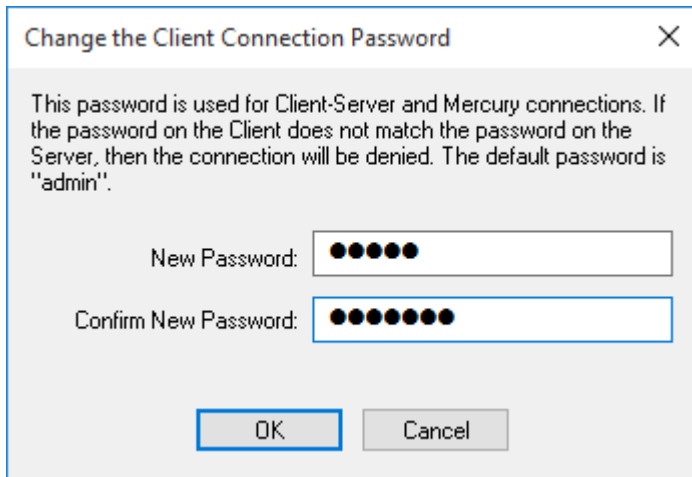 Change the Client Connection Password
This password is used for Client-Server and Mercury connections. If
the password on the Client does not match the password on the
Server, then the connection will be denied. The default password is
"admin".
New Password: ●●●●●
Confirm New Password: ●●●●●●●
OK Cancel